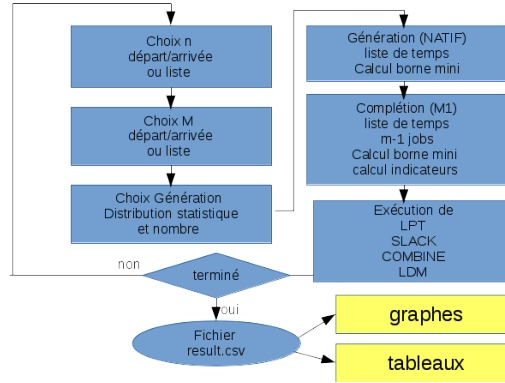 Choix n
départ/arrivée
ou liste
Choix M
départ/arrivée
ou liste
Choix Génération
Distribution statistique
et nombre
Génération (NATIF)
liste de temps
Calcul borne mini
Complétion (M1)
liste de temps
m-1 jobs
Calcul borne mini
calcul indicateurs
Exécution de
LPT
SLACK
COMBINE
LDM
non
terminé
oui
Fichier
result.csv
graphes
tableaux